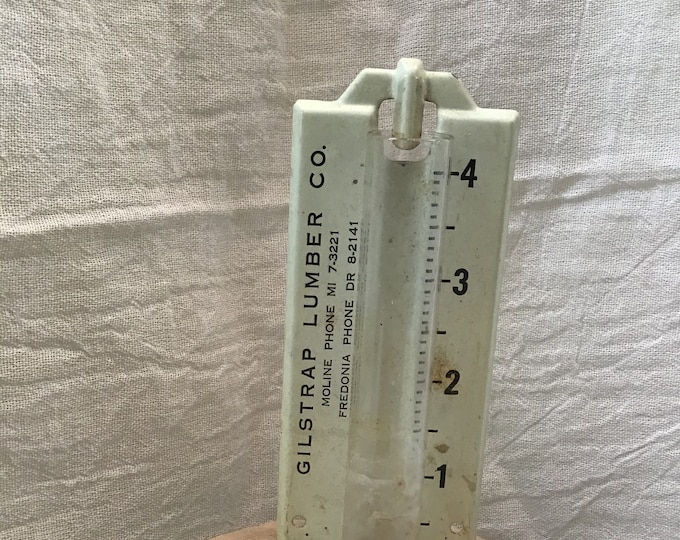 GILSTRAP LUMBER CO.
MOLINE PHONE MI 7-3221
FREDONIA PHONE DR 8-2141
4
3
2
1